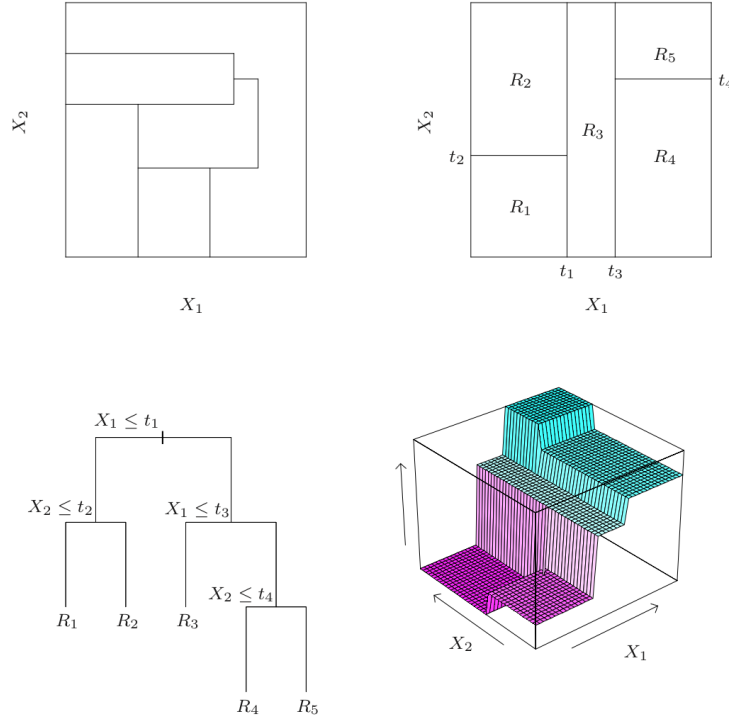 X₂
X₁
R₅
R₂
t₄
X₂
R₃
t₂
R₄
R₁
t₁
t₃
X₁
X₁ ≤ t₁
X₂ ≤ t₂
X₁ ≤ t₃
X₂ ≤ t₄
R₁
R₂
R₃
R₄
R₅
X₂
X₁